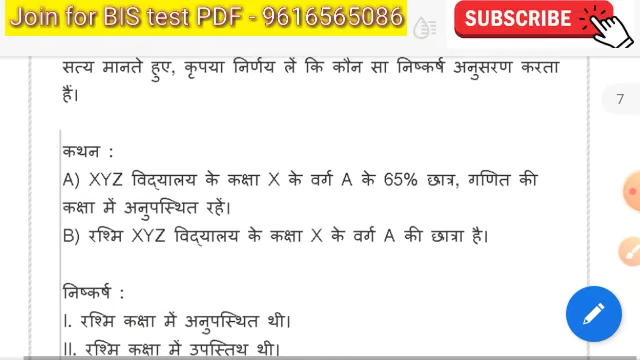 Join for BIS test PDF - 9616565086
SUBSCRIBE
सत्य मानते हुए, कृपया निर्णय लें कि कौन सा निष्कर्ष अनुसरण करता
हैं।
7
कथन :
A) XYZ विद्यालय के कक्षा X के वर्ग A के 65% छात्र, गणित की
कक्षा में अनुपस्थित रहें।
B) रश्मि XYZ विद्यालय के कक्षा X के वर्ग A की छात्रा है।
निष्कर्ष :
I. रश्मि कक्षा में अनुपस्थित थी।
II. रश्मि कक्षा में उपस्तिथ थी।